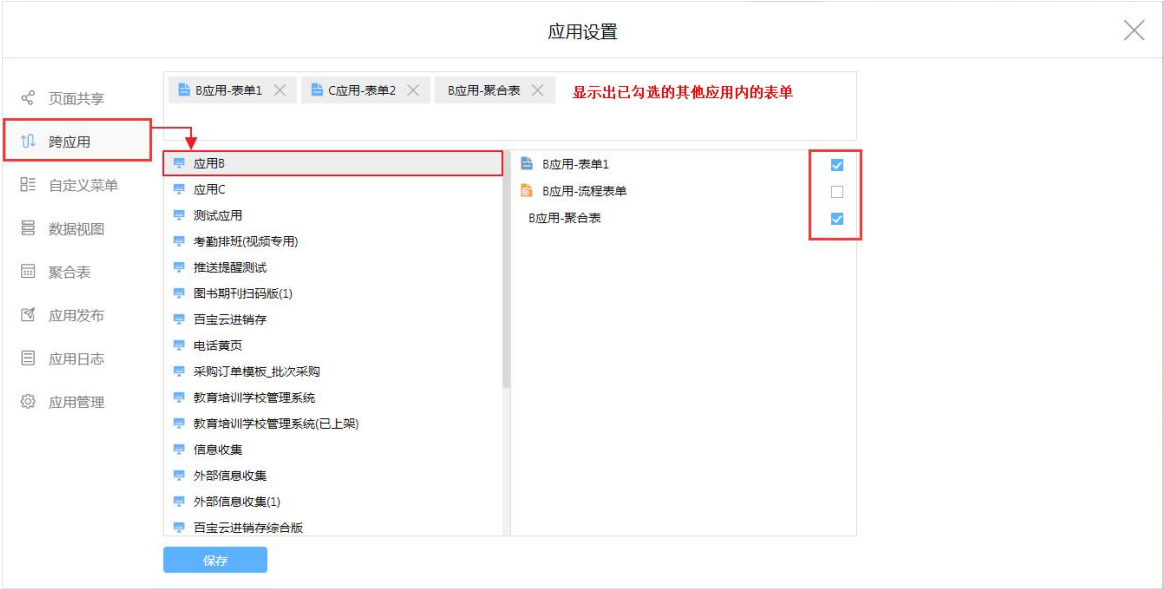 应用设置
页面共享
跨应用
自定义菜单
数据视图
聚合表
应用发布
应用日志
应用管理
B应用-表单1 C应用-表单2 B应用-聚合表 显示出已勾选的其他应用内的表单
应用B
应用C
测试应用
考勤排班(视频专用)
推送提醒测试
图书期刊扫码版(1)
百宝云进销存
电话黄页
采购订单模板_批次采购
教育培训学校管理系统
教育培训学校管理系统(已上架)
信息收集
外部信息收集
外部信息收集(1)
百宝云进销存综合版
B应用-表单1
B应用-流程表单
B应用-聚合表
保存